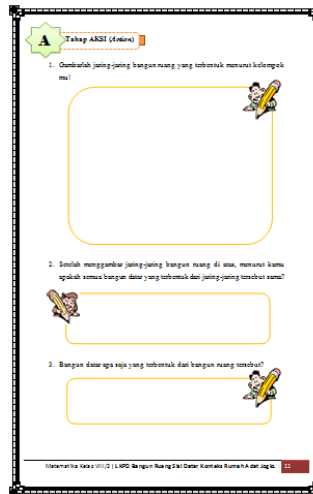 A
Tahap AKSI (Action)
1. Gambarlah jaring-jaring bangun ruang yang terbentuk menurut kelompok
mu!
2. Setelah menggambar jaring-jaring bangun ruang di atas, menurut kamu
apakah semua bangun datar yang terbentuk dari jaring-jaring tersebut sama?
3. Bangun datar apa saja yang terbentuk dari bangun ruang tersebut?
Matematika Kelas VIII/2 | LKPD Bangun Ruang Sisi Datar Konteks Rumah Adat Joglo. 11